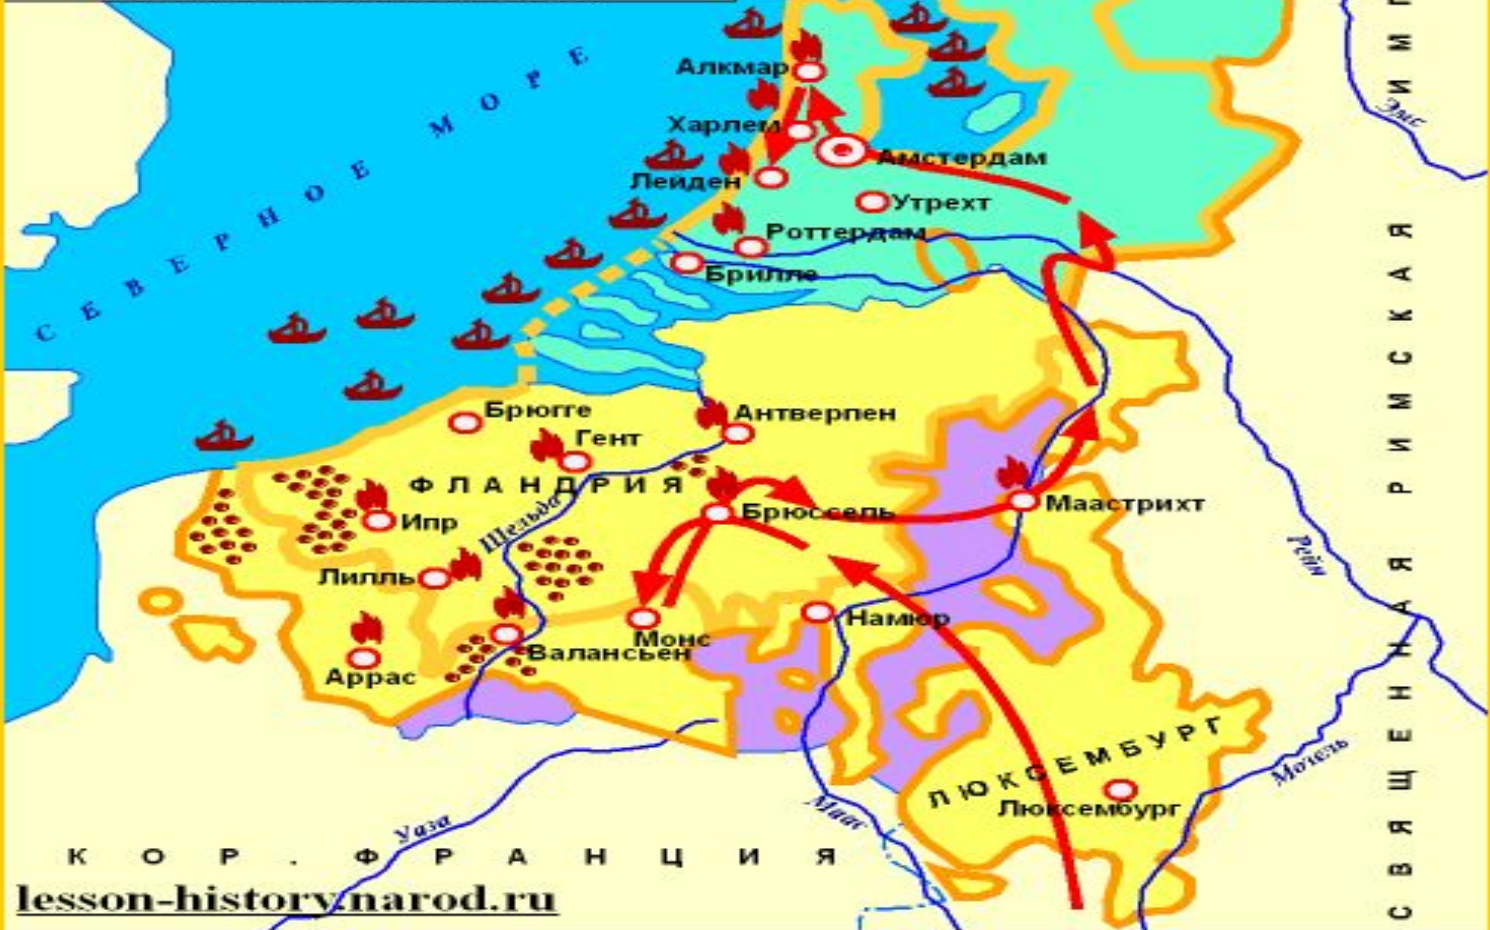 СЕВЕРНОЕ МОРЕ
Алкмар
Харлем
Амстердам
Лейден
Утрехт
Роттердам
Брилле
Эмс
Брюгге
Антверпен
Гент
ФЛАНДРИЯ
Ипр
Шельда
Брюссель
Маастрихт
Лилль
Рейн
Намюр
Монс
Валансьен
Аррас
ЛЮКСЕМБУРГ
Люксембург
Мозель
Маас
Уаза
КОР. ФРАНЦИЯ
СВЯЩЕННАЯ РИМСКАЯ ИМП
lesson-history.narod.ru